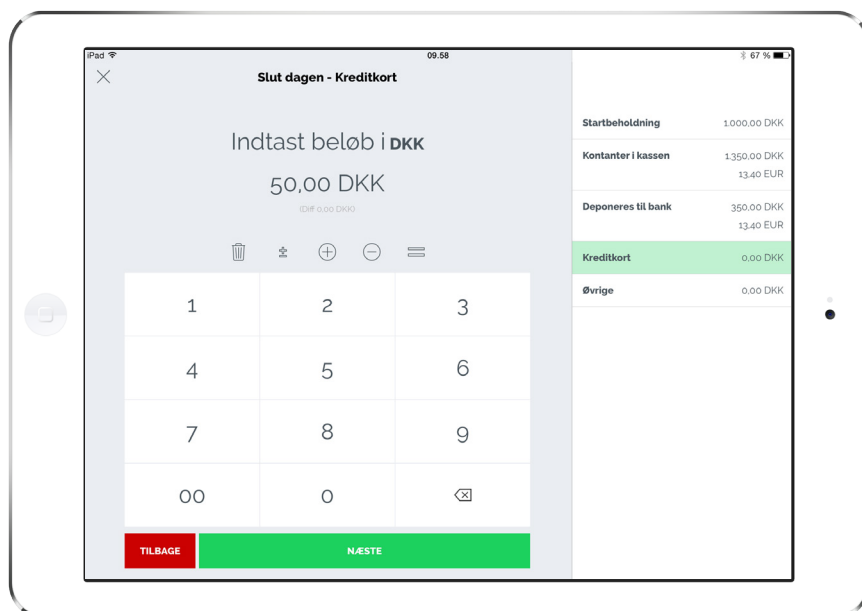 iPad 09.58 67 %
Slut dagen - Kreditkort
Indtast beløb i DKK
50,00 DKK
(Diff 0,00 DKK)
1 2 3
4 5 6
7 8 9
00 0
TILBAGE NÆSTE
Startbeholdning 1.000,00 DKK
Kontanter i kassen 1.350,00 DKK
13,40 EUR
Deponeres til bank 350,00 DKK
13,40 EUR
Kreditkort 0,00 DKK
Øvrige 0,00 DKK